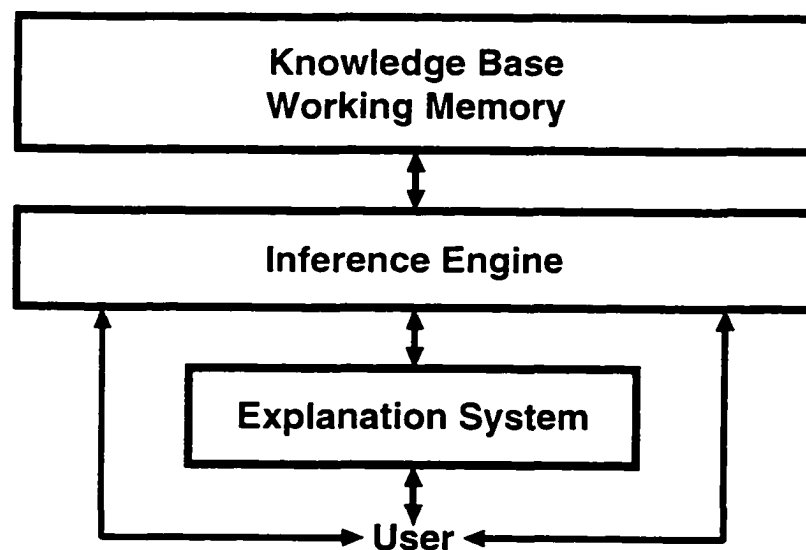 Knowledge Base
Working Memory
Inference Engine
Explanation System
User